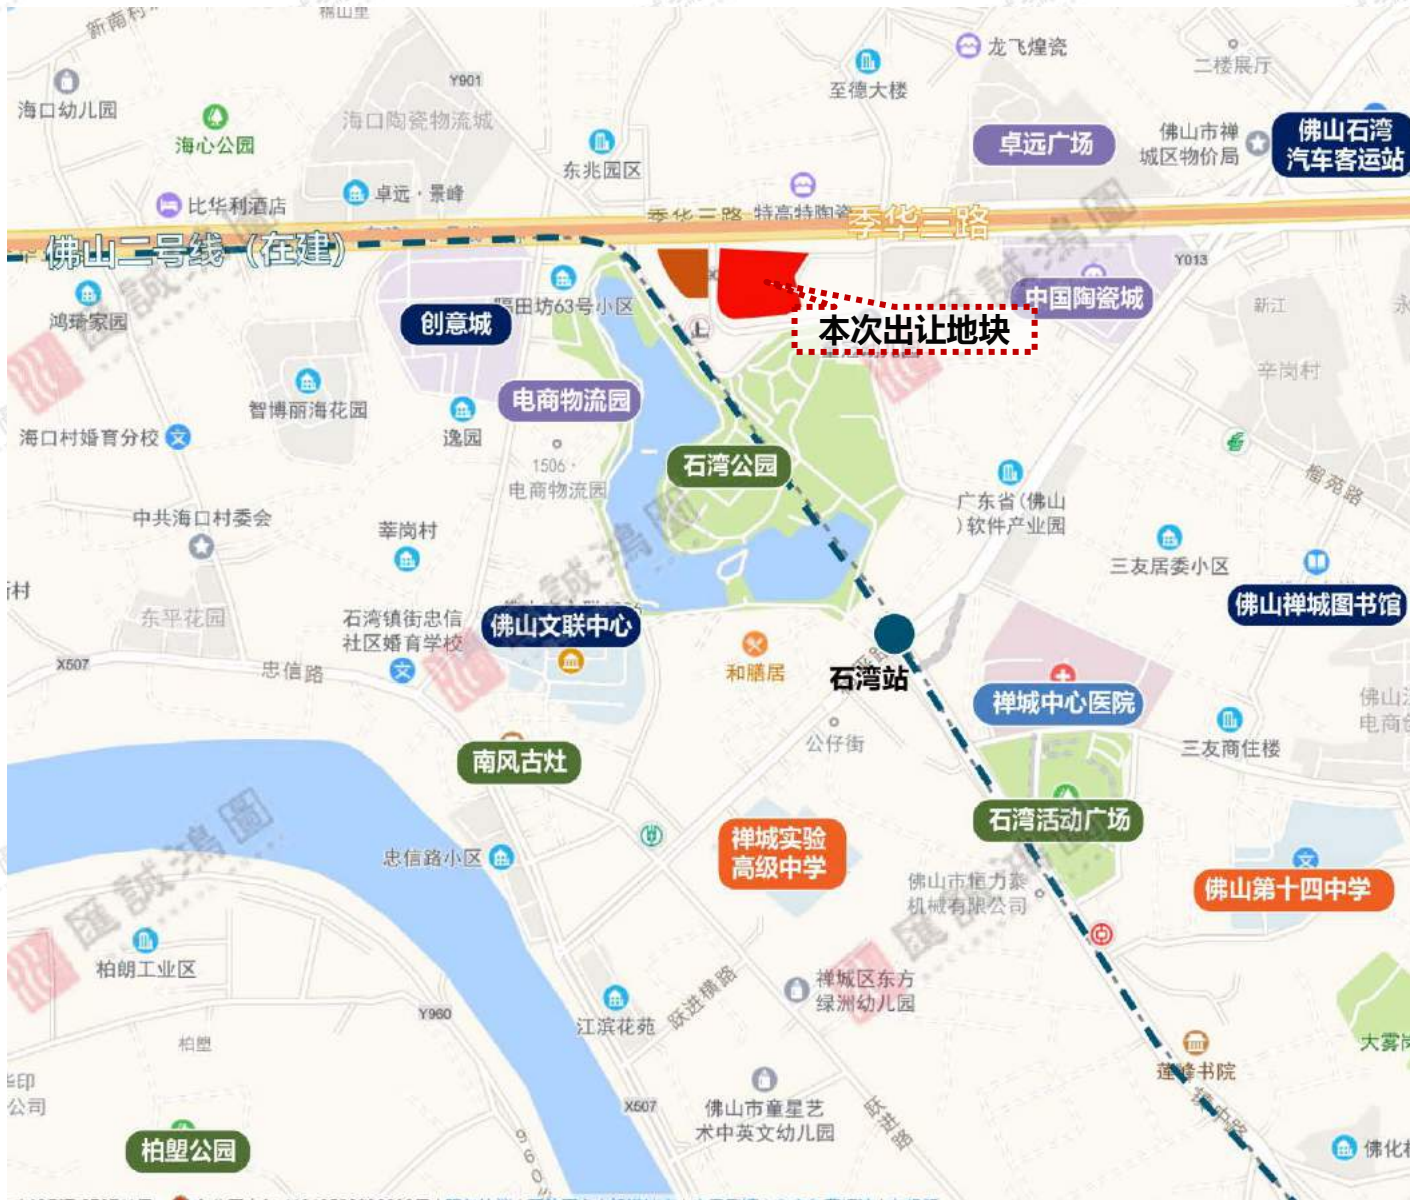 新南村
海口幼儿园
海心公园
Y901
海口陶瓷物流城
东兆园区
至德大楼
龙飞煌瓷
二楼展厅
卓远广场
佛山市禅
城区物价局
佛山石湾
汽车客运站
比华利酒店
卓远·景峰
季华三路
特高特陶瓷
季华三路
佛山二号线（在建）
Y013
鸿琦家园
创意城
隔田坊63号小区
中国陶瓷城
本次出让地块
新江
辛岗村
智博丽海花园
电商物流园
逸园
海口村婚育分校
1506·
电商物流园
石湾公园
榴苑路
广东省(佛山
)软件产业园
中共海口村委会
莘岗村
三友居委小区
东平花园
石湾镇街忠信
社区婚育学校
佛山文联中心
佛山禅城图书馆
X507
忠信路
和膳居
石湾站
禅城中心医院
公仔街
三友商住楼
南风古灶
石湾活动广场
禅城实验
高级中学
忠信路小区
佛山第十四中学
机械有限公司
柏朗工业区
禅城区东方
绿洲幼儿园
跃进横路
江滨花苑
Y960
柏塱
莲峰书院
X507
佛山市童星艺
术中英文幼儿园
跃进路
柏塱公园
匯誠鴻圖